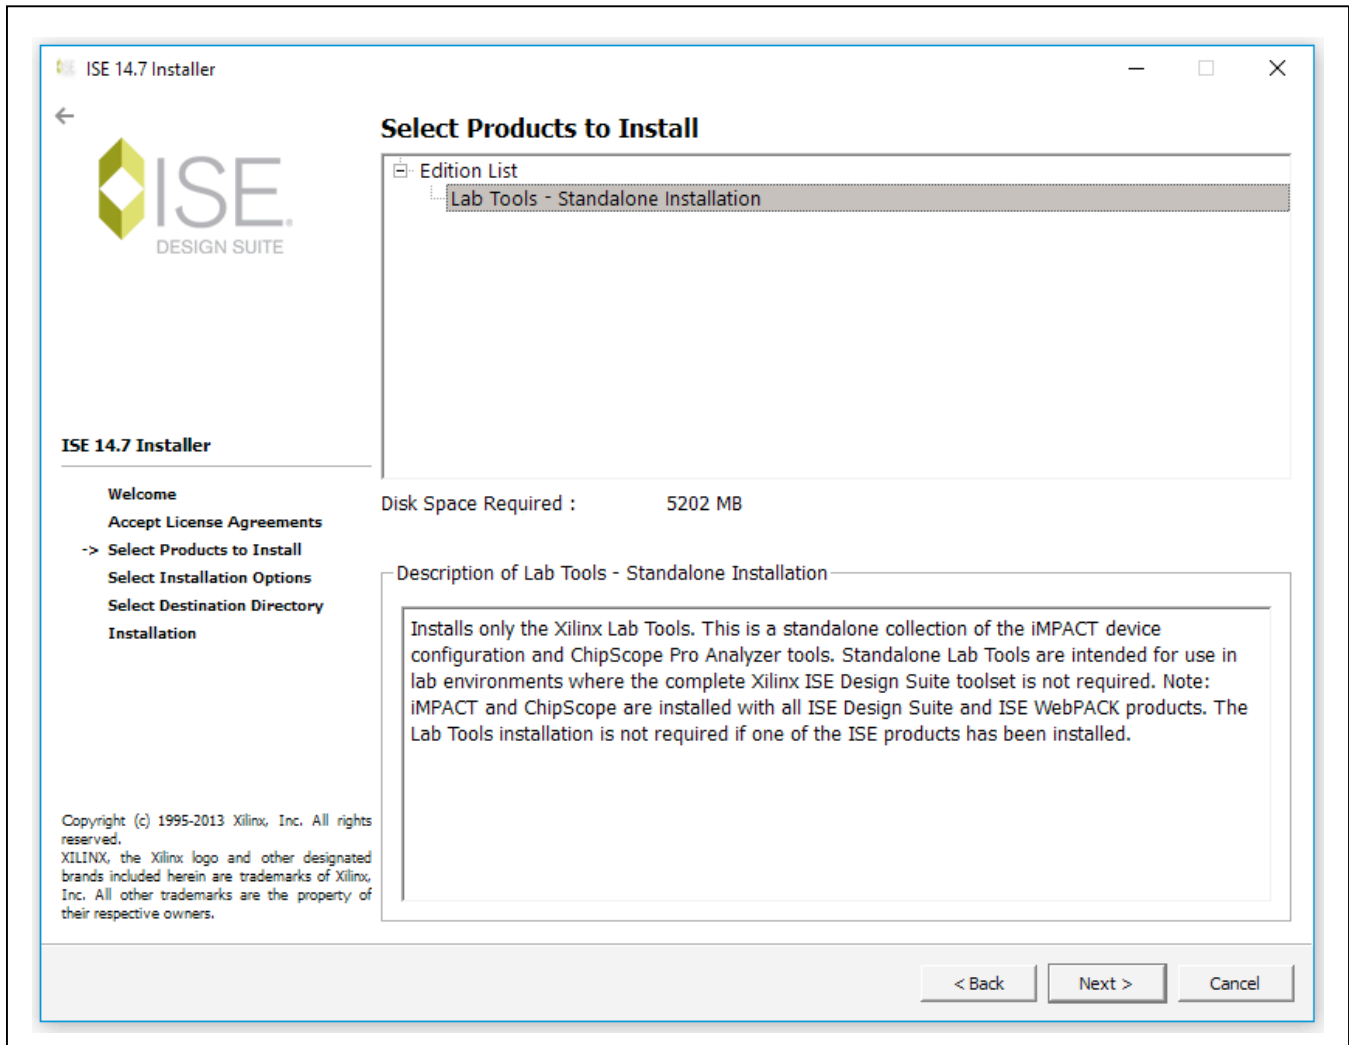 ISE 14.7 Installer
ISE
DESIGN SUITE
Select Products to Install
Edition List
Lab Tools - Standalone Installation
ISE 14.7 Installer
Welcome
Accept License Agreements
-> Select Products to Install
Select Installation Options
Select Destination Directory
Installation
Disk Space Required : 5202 MB
Description of Lab Tools - Standalone Installation
Installs only the Xilinx Lab Tools. This is a standalone collection of the iMPACT device
configuration and ChipScope Pro Analyzer tools. Standalone Lab Tools are intended for use in
lab environments where the complete Xilinx ISE Design Suite toolset is not required. Note:
iMPACT and ChipScope are installed with all ISE Design Suite and ISE WebPACK products. The
Lab Tools installation is not required if one of the ISE products has been installed.
Copyright (c) 1995-2013 Xilinx, Inc. All rights
reserved.
XILINX, the Xilinx logo and other designated
brands included herein are trademarks of Xilinx,
Inc. All other trademarks are the property of
their respective owners.
< Back
Next >
Cancel